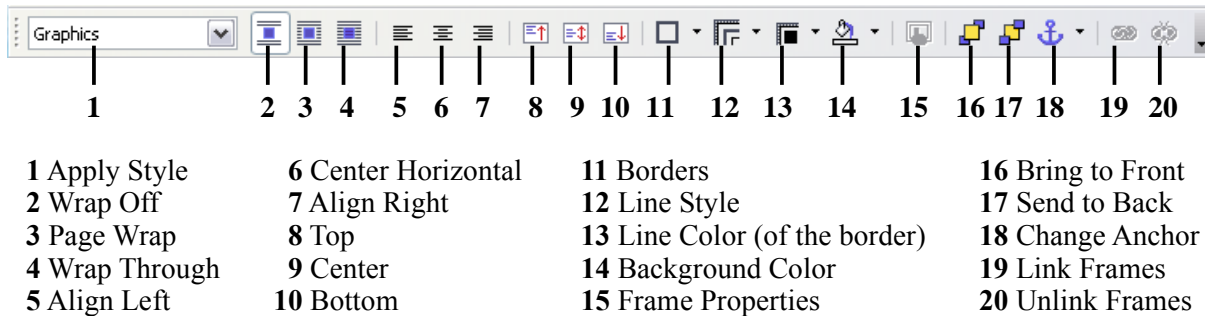 Graphics
1 2 3 4 5 6 7 8 9 10 11 12 13 14 15 16 17 18 19 20
1 Apply Style
2 Wrap Off
3 Page Wrap
4 Wrap Through
5 Align Left
6 Center Horizontal
7 Align Right
8 Top
9 Center
10 Bottom
11 Borders
12 Line Style
13 Line Color (of the border)
14 Background Color
15 Frame Properties
16 Bring to Front
17 Send to Back
18 Change Anchor
19 Link Frames
20 Unlink Frames